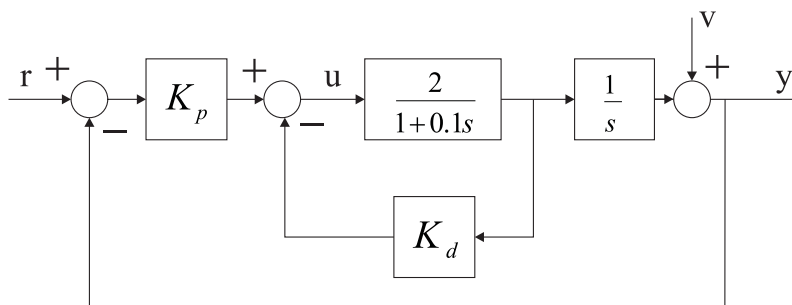 v
r + K_p + u 2/(1+0.1s) 1/s + y
− −
K_d